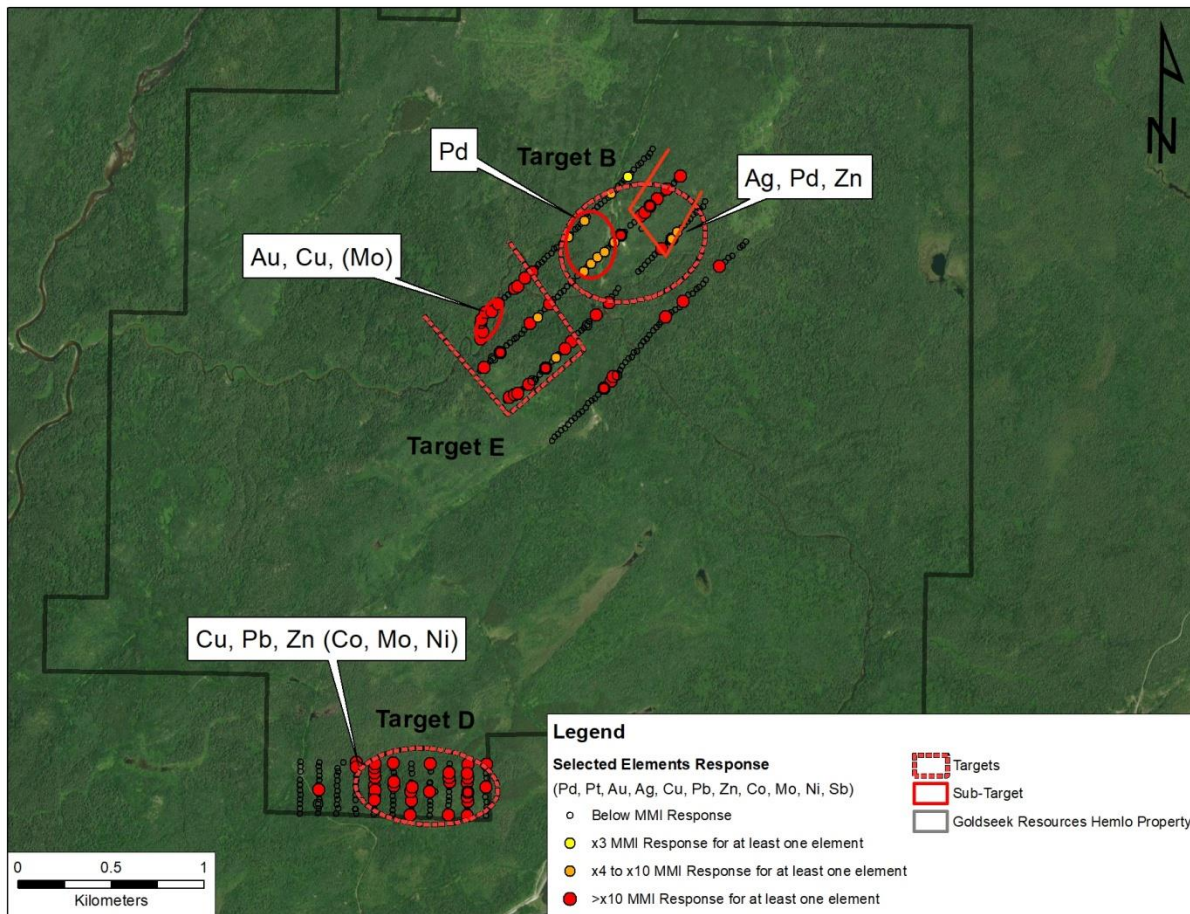 N
Pd
Target B
Ag, Pd, Zn
Au, Cu, (Mo)
Target E
Cu, Pb, Zn (Co, Mo, Ni)
Target D
Legend
Selected Elements Response
(Pd, Pt, Au, Ag, Cu, Pb, Zn, Co, Mo, Ni, Sb)
Below MMI Response
x3 MMI Response for at least one element
x4 to x10 MMI Response for at least one element
>x10 MMI Response for at least one element
Targets
Sub-Target
Goldseek Resources Hemlo Property
0 0.5 1
Kilometers